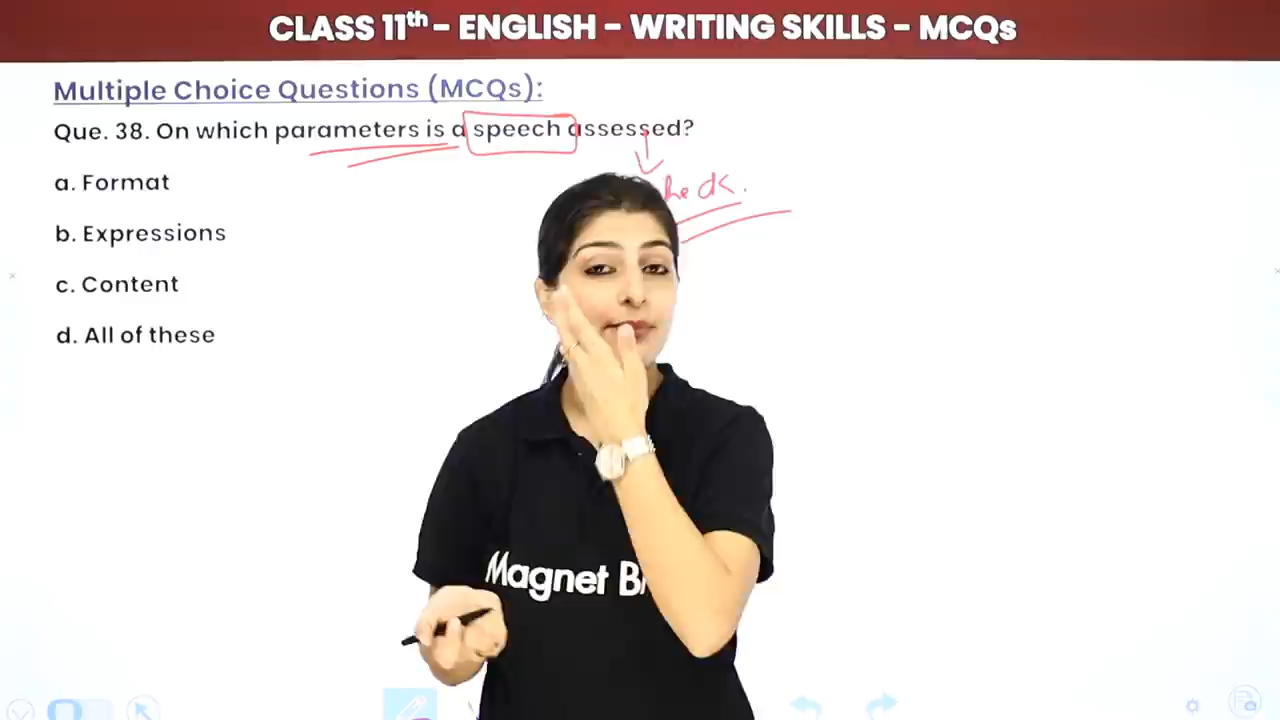 CLASS 11th - ENGLISH - WRITING SKILLS - MCQs
Multiple Choice Questions (MCQs):
Que. 38. On which parameters is a speech assessed?
a. Format
b. Expressions
c. Content
d. All of these
Magnet